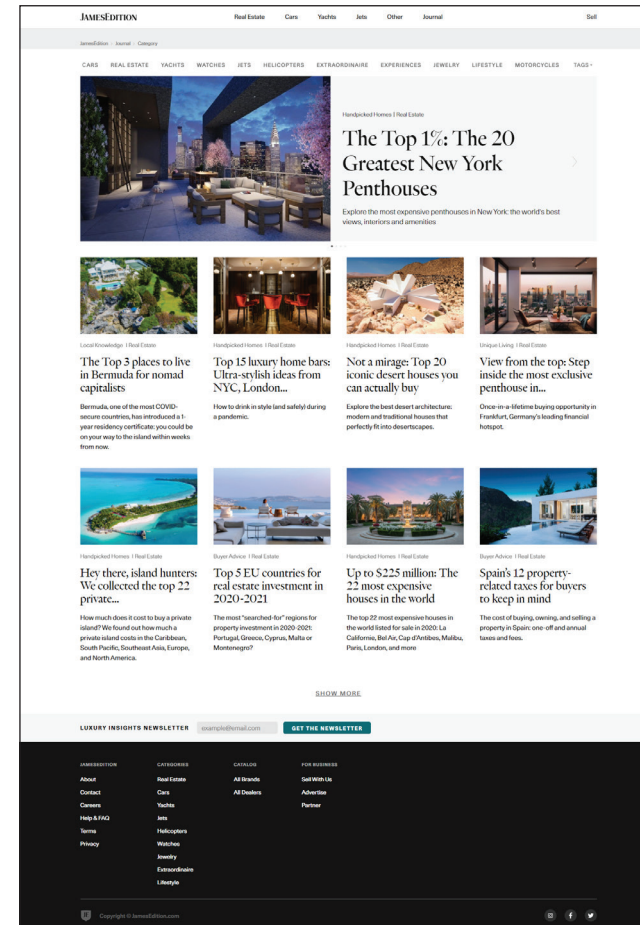 JAMESEDITION
Real Estate Cars Yachts Jets Other Journal Sell
JamesEdition Journal Category
CARS REAL ESTATE YACHTS WATCHES JETS HELICOPTERS EXTRAORDINAIRE EXPERIENCES JEWELRY LIFESTYLE MOTORCYCLES TAGS
Handpicked Homes | Real Estate
The Top 1%: The 20
Greatest New York
Penthouses
Explore the most expensive penthouses in New York: the world's best
views, interiors and amenities
Local Knowledge | Real Estate
The Top 3 places to live
in Bermuda for nomad
capitalists
Bermuda, one of the most COVID-
secure countries, has introduced a 1-
year residency certificate: you could be
on your way to the island within weeks
from now.
Handpicked Homes | Real Estate
Top 15 luxury home bars:
Ultra-stylish ideas from
NYC, London...
How to drink in style (and safely) during
a pandemic.
Handpicked Homes | Real Estate
Not a mirage: Top 20
iconic desert houses you
can actually buy
Explore the best desert architecture:
modern and traditional houses that
perfectly fit into desertscapes.
Unique Living | Real Estate
View from the top: Step
inside the most exclusive
penthouse in...
Once-in-a-lifetime buying opportunity in
Frankfurt, Germany's leading financial
hotspot.
Handpicked Homes | Real Estate
Hey there, island hunters:
We collected the top 22
private...
How much does it cost to buy a private
island? We found out how much a
private island costs in the Caribbean,
South Pacific, Southeast Asia, Europe,
and North America.
Buyer Advice | Real Estate
Top 5 EU countries for
real estate investment in
2020-2021
The most "searched-for" regions for
property investment in 2020-2021:
Portugal, Greece, Cyprus, Malta or
Montenegro?
Handpicked Homes | Real Estate
Up to $225 million: The
22 most expensive
houses in the world
The top 22 most expensive houses in
the world listed for sale in 2020: La
Californie, Bel Air, Cap d'Antibes, Malibu,
Paris, London, and more
Buyer Advice | Real Estate
Spain's 12 property-
related taxes for buyers
to keep in mind
The cost of buying, owning, and selling a
property in Spain: one-off and annual
taxes and fees.
SHOW MORE
LUXURY INSIGHTS NEWSLETTER example@email.com GET THE NEWSLETTER
JAMESEDITION
About
Contact
Careers
Help & FAQ
Terms
Privacy
CATEGORIES
Real Estate
Cars
Yachts
Jets
Helicopters
Watches
Jewelry
Extraordinaire
Lifestyle
CATALOG
All Brands
All Dealers
FOR BUSINESS
Sell With Us
Advertise
Partner
Copyright © JamesEdition.com